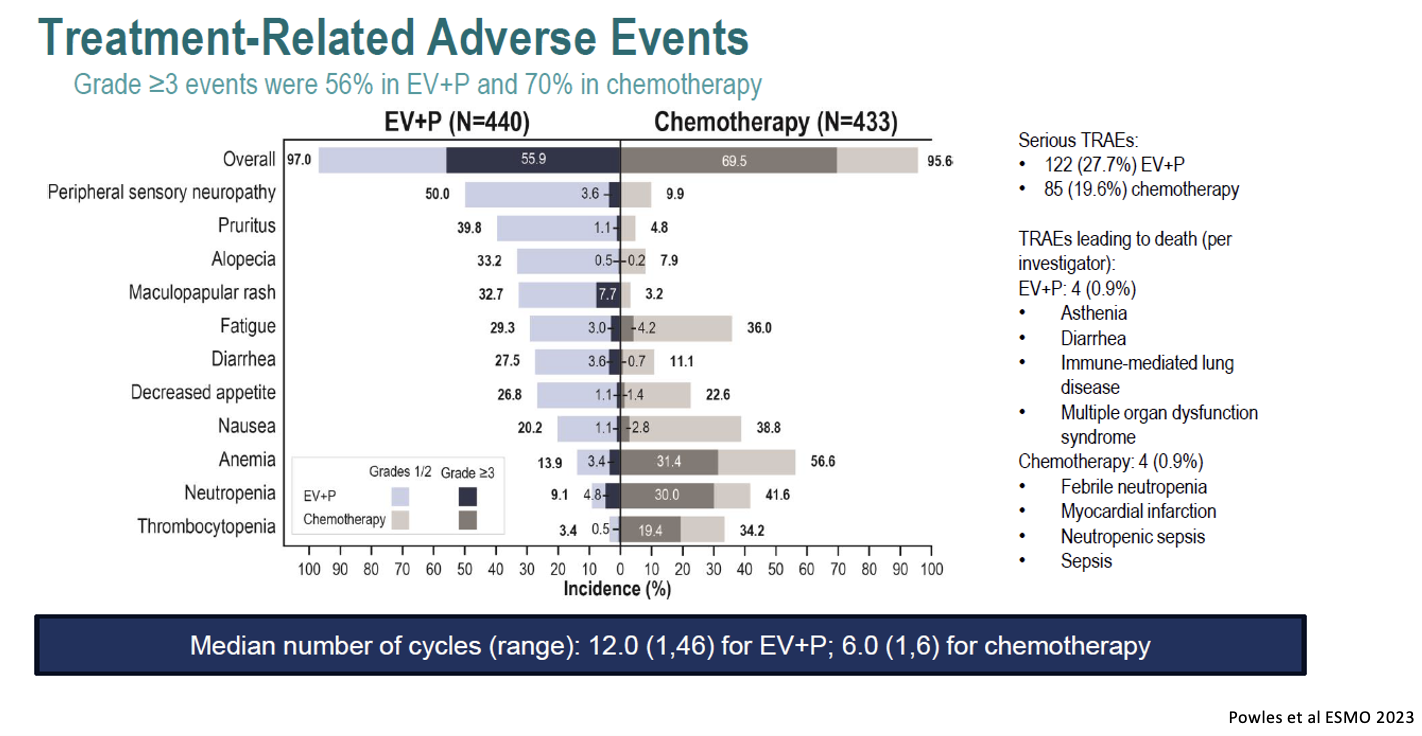 Treatment-Related Adverse Events
Grade ≥3 events were 56% in EV+P and 70% in chemotherapy
EV+P (N=440) Chemotherapy (N=433)
Overall 97.0 55.9 69.5 95.6
Peripheral sensory neuropathy 50.0 3.6 9.9
Pruritus 39.8 1.1 4.8
Alopecia 33.2 0.5 0.2 7.9
Maculopapular rash 32.7 7.7 3.2
Fatigue 29.3 3.0 4.2 36.0
Diarrhea 27.5 3.6 0.7 11.1
Decreased appetite 26.8 1.1 1.4 22.6
Nausea 20.2 1.1 2.8 38.8
Anemia 13.9 3.4 31.4 56.6
Neutropenia 9.1 4.8 30.0 41.6
Thrombocytopenia 3.4 0.5 19.4 34.2
Grades 1/2 Grade ≥3
EV+P
Chemotherapy
100 90 80 70 60 50 40 30 20 10 0 10 20 30 40 50 60 70 80 90 100
Incidence (%)
Serious TRAEs:
• 122 (27.7%) EV+P
• 85 (19.6%) chemotherapy
TRAEs leading to death (per
investigator):
EV+P: 4 (0.9%)
• Asthenia
• Diarrhea
• Immune-mediated lung
disease
• Multiple organ dysfunction
syndrome
Chemotherapy: 4 (0.9%)
• Febrile neutropenia
• Myocardial infarction
• Neutropenic sepsis
• Sepsis
Median number of cycles (range): 12.0 (1,46) for EV+P; 6.0 (1,6) for chemotherapy
Powles et al ESMO 2023